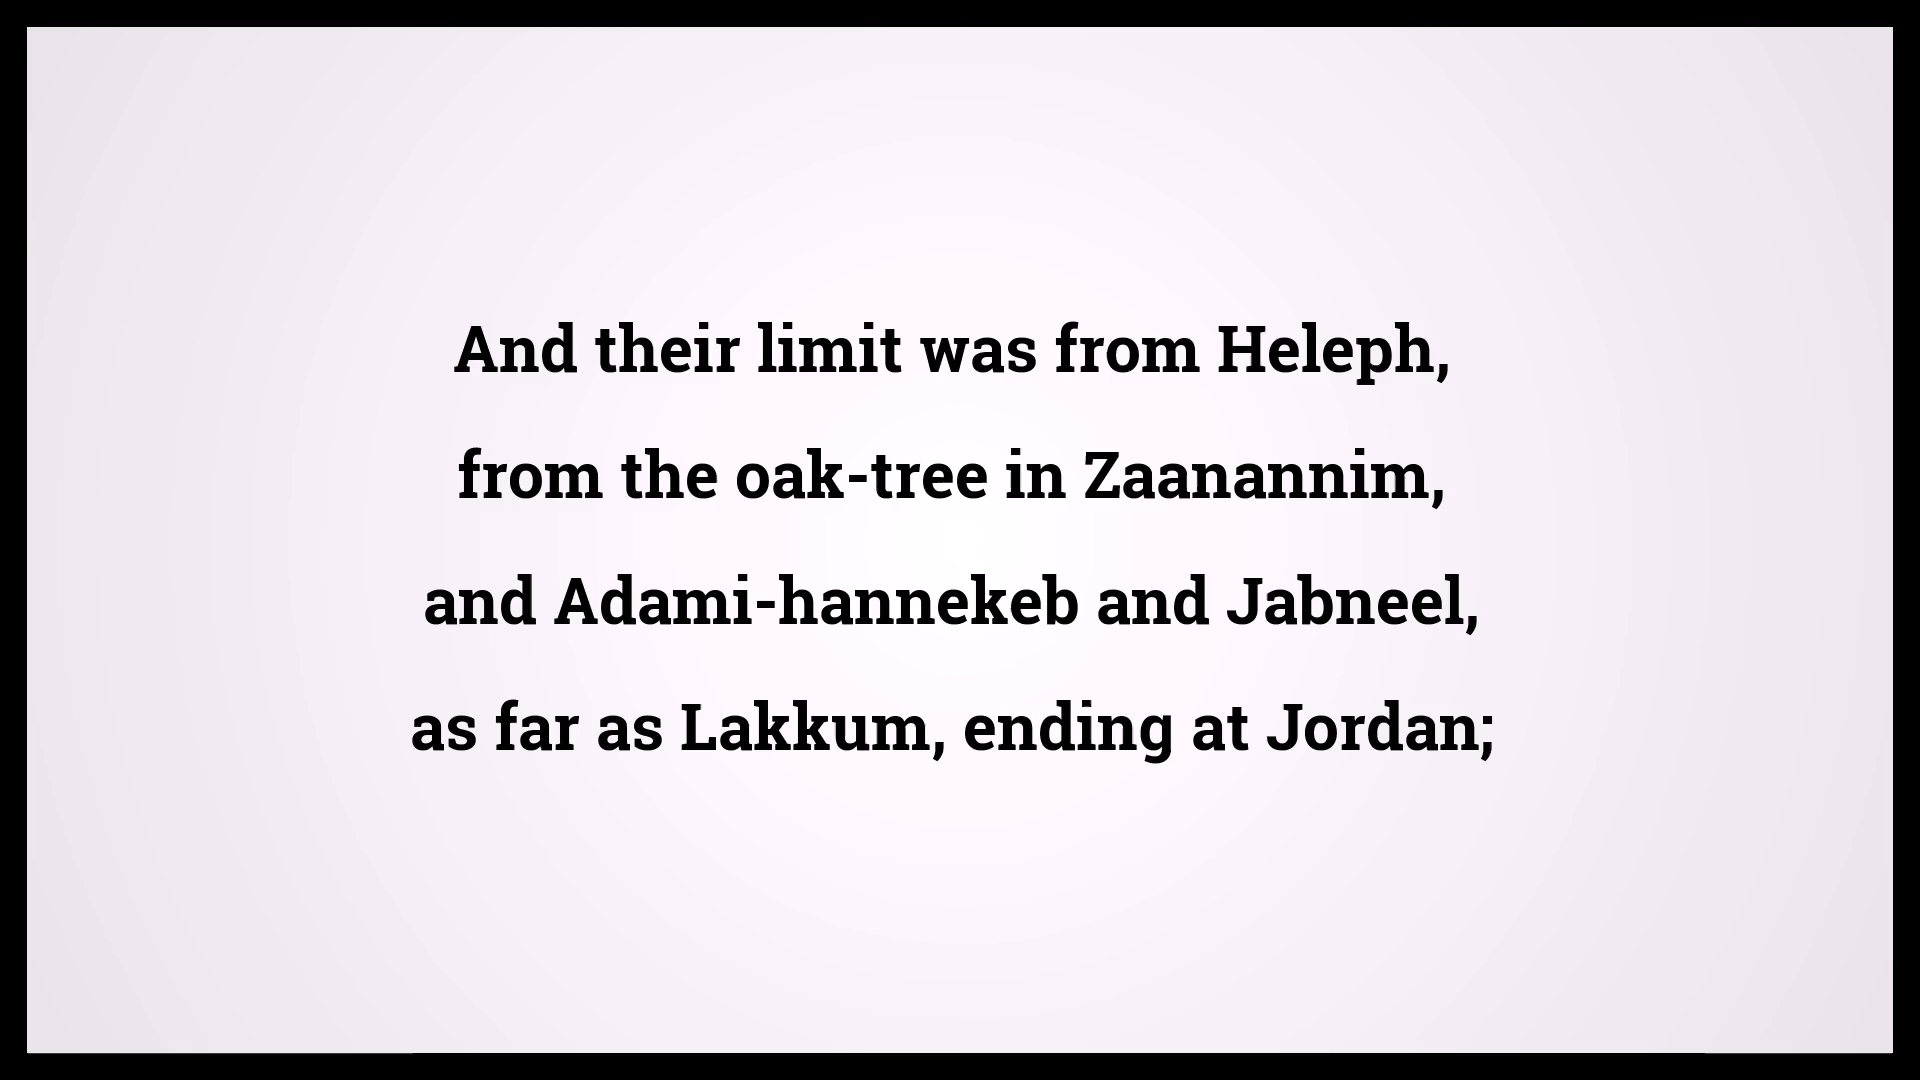 And their limit was from Heleph,
from the oak-tree in Zaanannim,
and Adami-hannekeb and Jabneel,
as far as Lakkum, ending at Jordan;